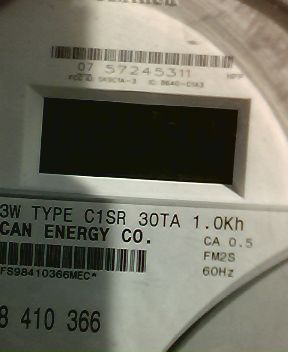 07 57245311
3W TYPE C1SR 30TA 1.0Kh
CAN ENERGY CO.
CA 0.5
FM2S
60Hz
FS98410366MEC*
8 410 366